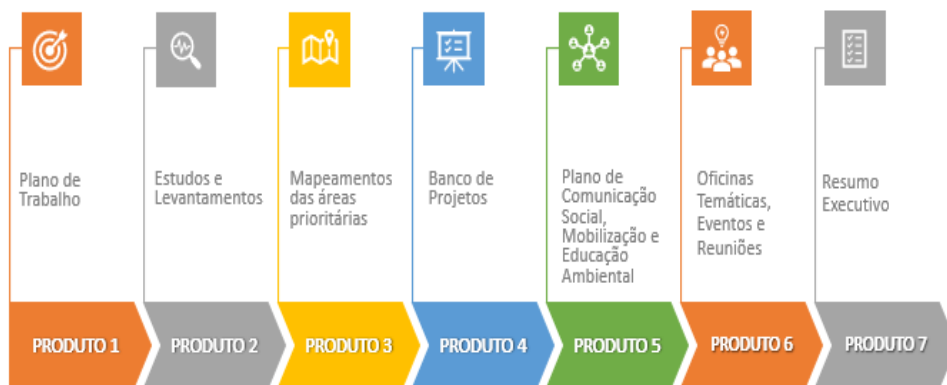 Plano de
Trabalho
Estudos e
Levantamentos
Mapeamentos
das áreas
prioritárias
Banco de
Projetos
Plano de
Comunicação
Social,
Mobilização e
Educação
Ambiental
Oficinas
Temáticas,
Eventos e
Reuniões
Resumo
Executivo
PRODUTO 1
PRODUTO 2
PRODUTO 3
PRODUTO 4
PRODUTO 5
PRODUTO 6
PRODUTO 7